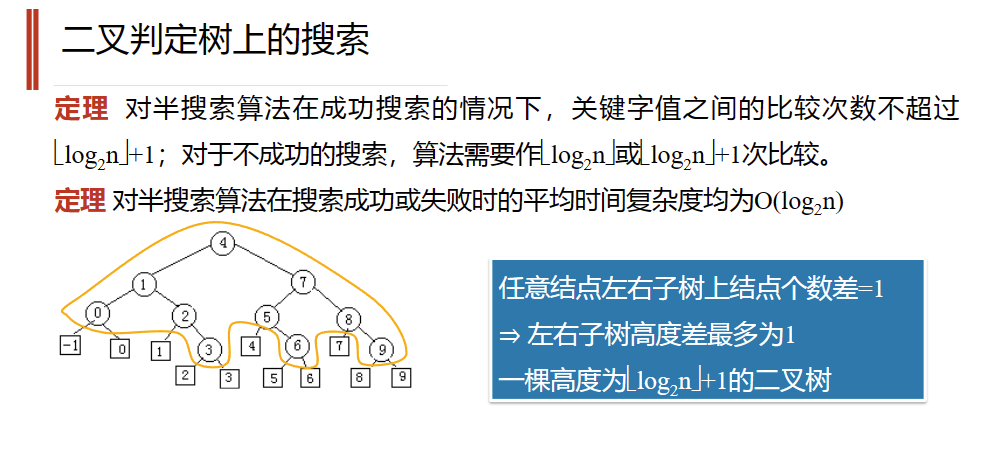 二叉判定树上的搜索
定理 对半搜索算法在成功搜索的情况下，关键字值之间的比较次数不超过
⌊log₂n⌋+1；对于不成功的搜索，算法需要作⌊log₂n⌋或⌊log₂n⌋+1次比较。
定理 对半搜索算法在搜索成功或失败时的平均时间复杂度均为O(log₂n)
4
1 7
0 2 5 8
-1 0 1 3 4 6 7 9
2 3 5 6 8 9
任意结点左右子树上结点个数差=1
⇒ 左右子树高度差最多为1
一棵高度为⌊log₂n⌋+1的二叉树